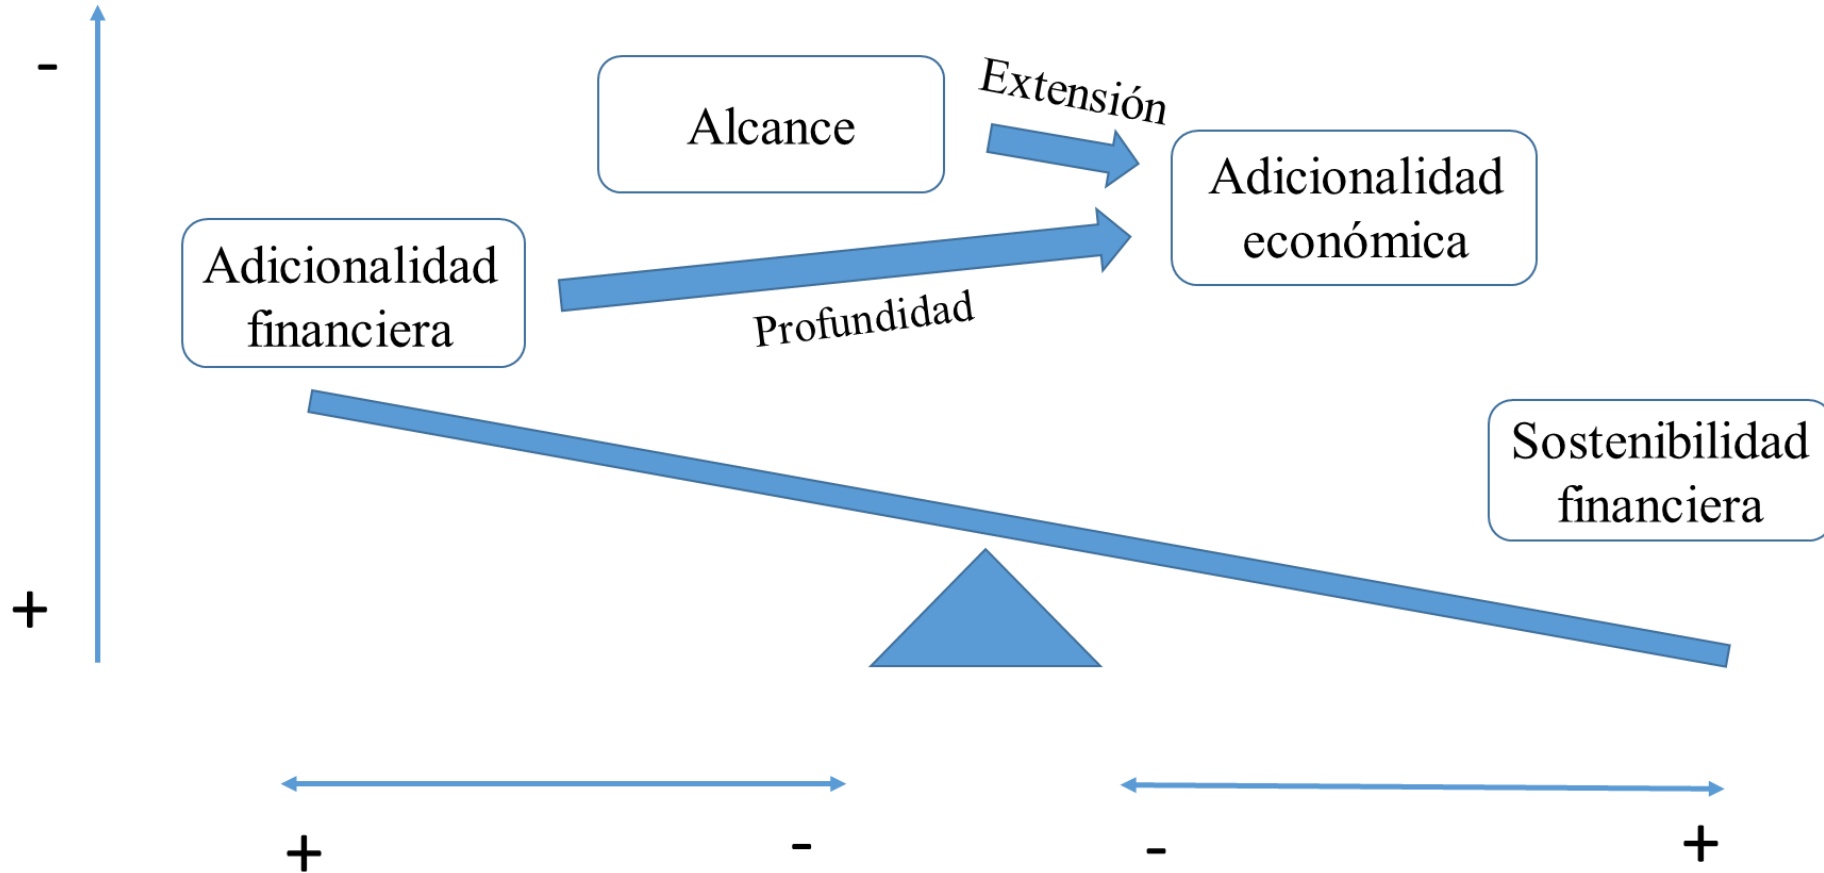 -
Extensión
Alcance
Adicionalidad
económica
Adicionalidad
financiera
Profundidad
Sostenibilidad
financiera
+
+
-
-
+